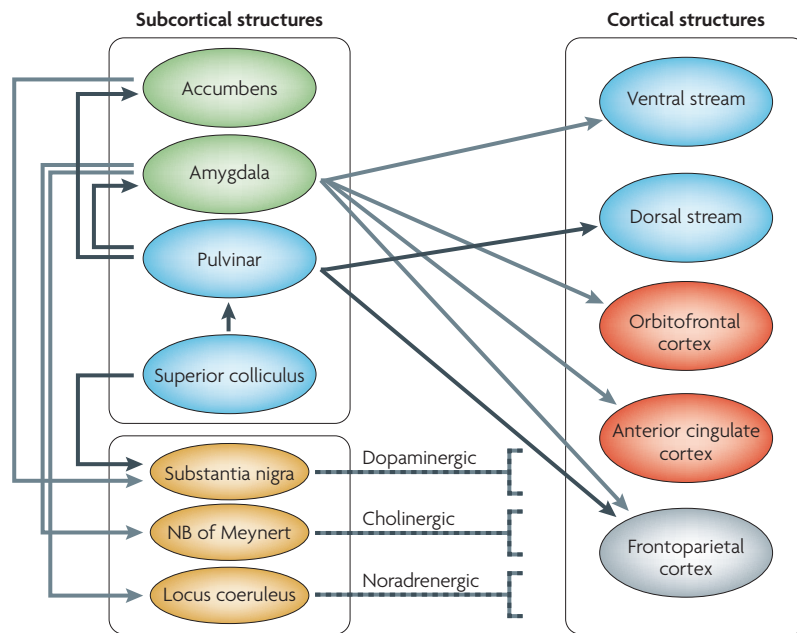 Subcortical structures
Cortical structures
Accumbens
Amygdala
Pulvinar
Superior colliculus
Substantia nigra
NB of Meynert
Locus coeruleus
Dopaminergic
Cholinergic
Noradrenergic
Ventral stream
Dorsal stream
Orbitofrontal
cortex
Anterior cingulate
cortex
Frontoparietal
cortex